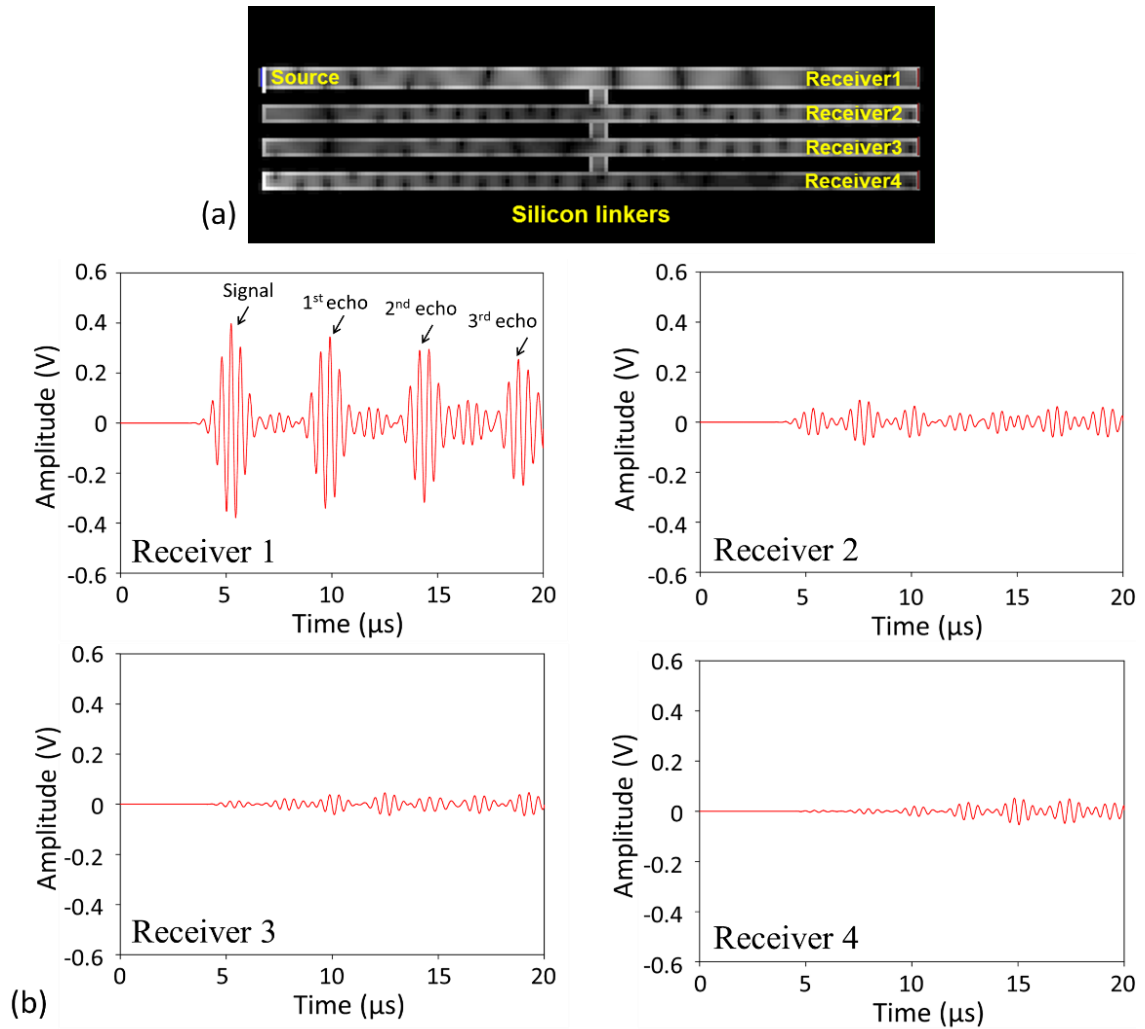 Source
Receiver1
Receiver2
Receiver3
Receiver4
Silicon linkers
(a)
0.6
0.4
0.2
0
-0.2
-0.4
-0.6
Amplitude (V)
Signal
1st echo
2nd echo
3rd echo
Receiver 1
0 5 10 15 20
Time (μs)
0.6
0.4
0.2
0
-0.2
-0.4
-0.6
Amplitude (V)
Receiver 2
0 5 10 15 20
Time (μs)
0.6
0.4
0.2
0
-0.2
-0.4
-0.6
Amplitude (V)
Receiver 3
0 5 10 15 20
Time (μs)
0.6
0.4
0.2
0
-0.2
-0.4
-0.6
Amplitude (V)
Receiver 4
0 5 10 15 20
Time (μs)
(b)